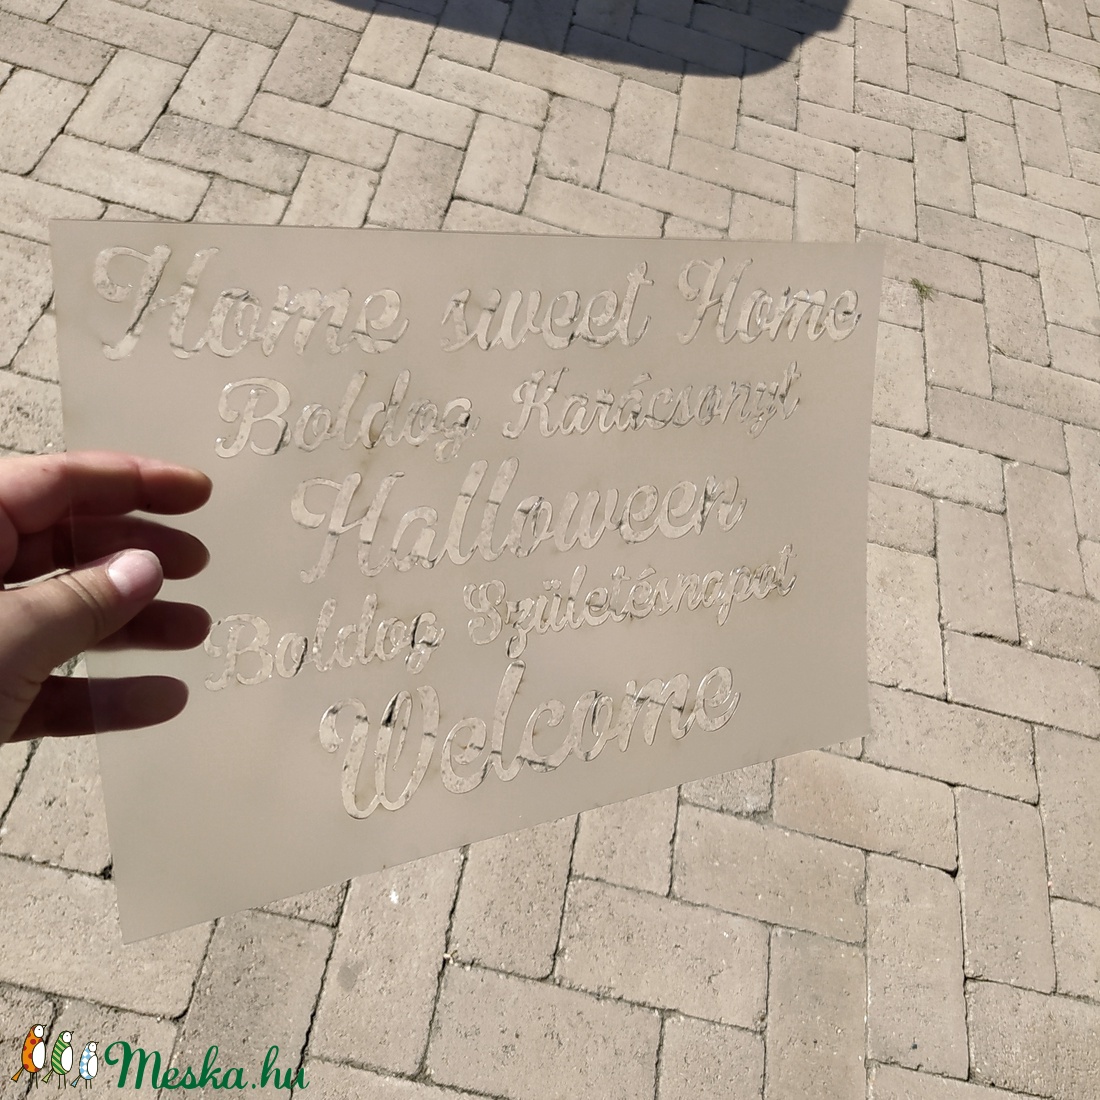 Home sweet Home
Boldog Karácsonyt
Halloween
Boldog Születésnapot
Welcome
Meska.hu